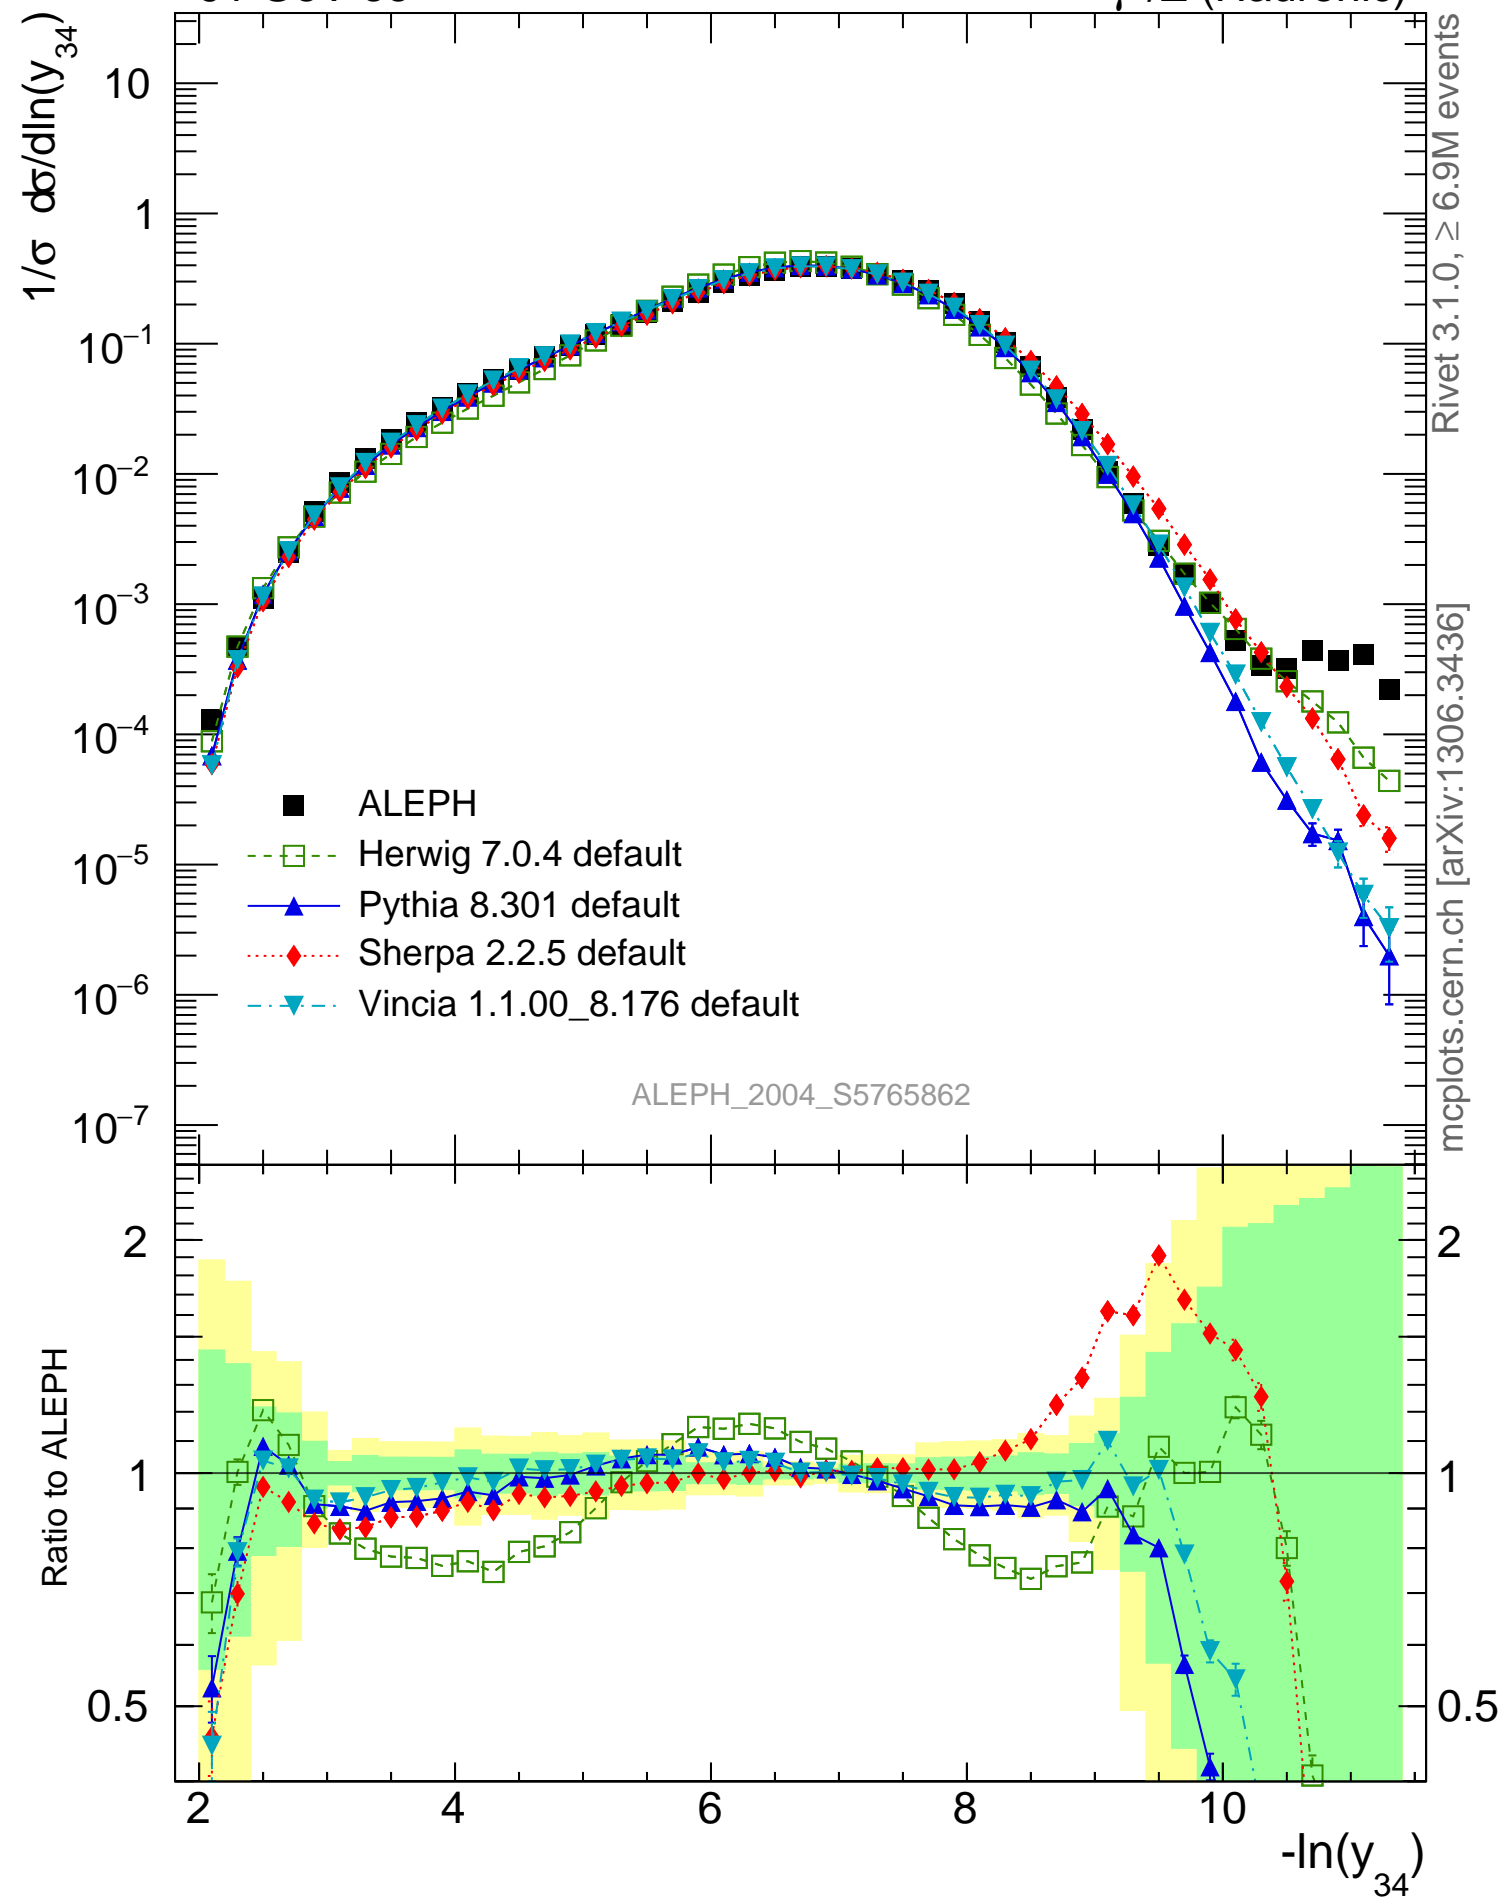 1/σ dσ/dln(y34)
10
1
10−1
10−2
10−3
10−4
10−5
10−6
10−7
ALEPH
Herwig 7.0.4 default
Pythia 8.301 default
Sherpa 2.2.5 default
Vincia 1.1.00_8.176 default
ALEPH_2004_S5765862
Rivet 3.1.0, ≥ 6.9M events
mcplots.cern.ch [arXiv:1306.3436]
Ratio to ALEPH
2
1
0.5
2
1
0.5
2 4 6 8 10
-ln(y34)